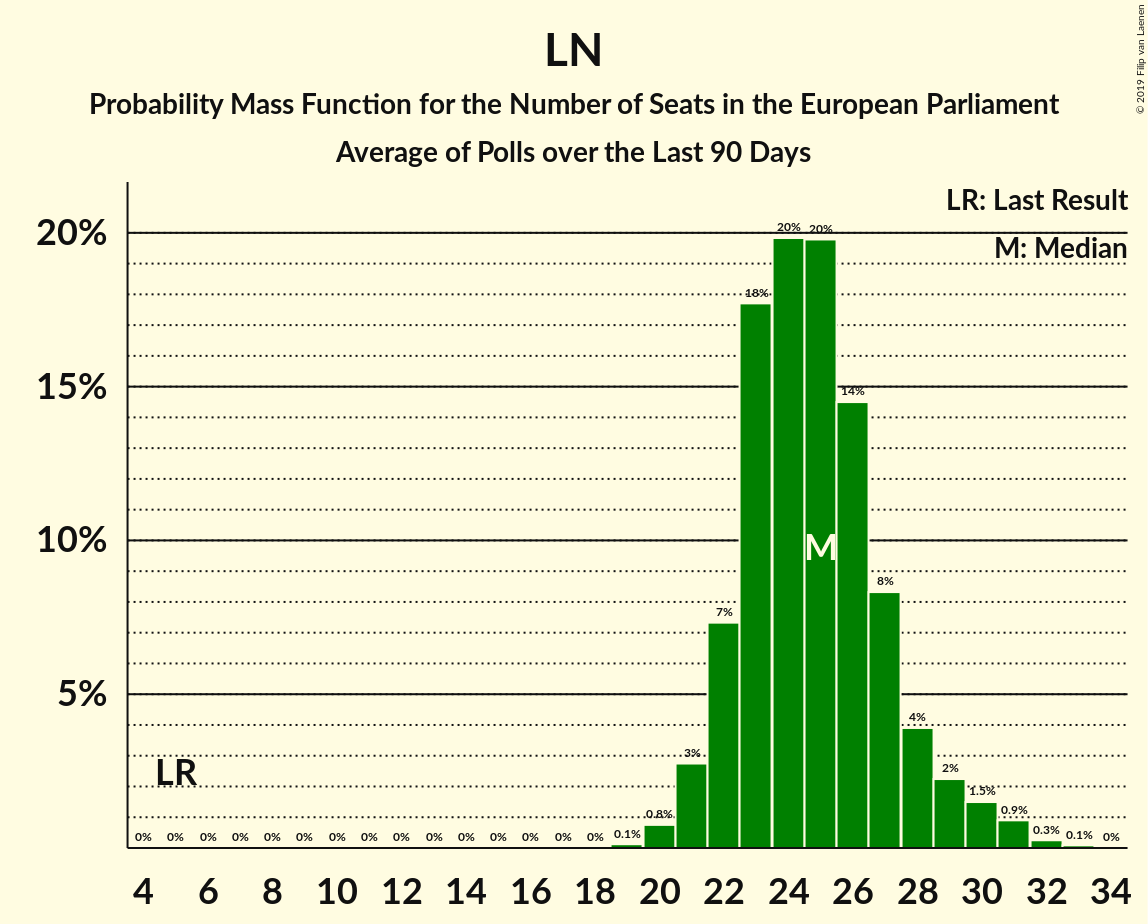 LN
Probability Mass Function for the Number of Seats in the European Parliament
Average of Polls over the Last 90 Days
© 2019 Filip van Laenen
LR: Last Result
M: Median
20%
15%
10%
5%
20% 20%
18%
14%
M
8%
7%
4%
3%
2%
1.5%
0.9%
0.8%
0.3%
LR
0% 0% 0% 0% 0% 0% 0% 0% 0% 0% 0% 0% 0% 0% 0% 0.1% 0.1% 0%
4 6 8 10 12 14 16 18 20 22 24 26 28 30 32 34